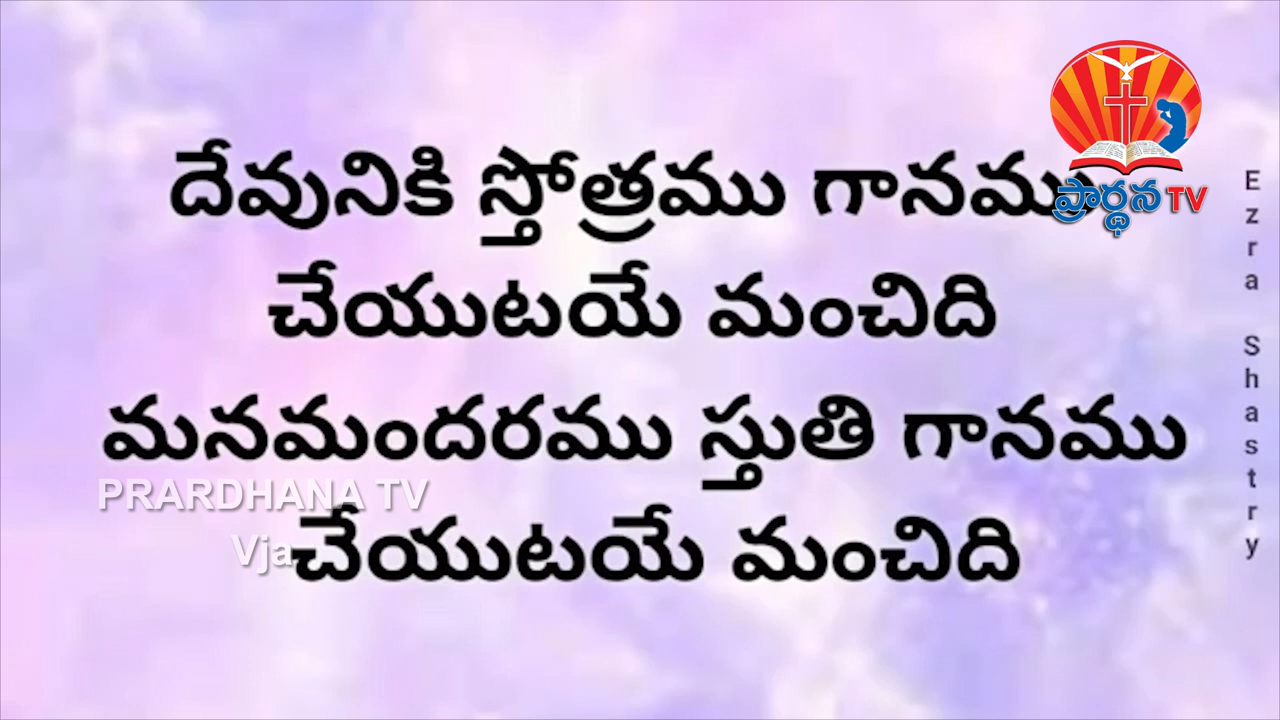 దేవునికి స్తోత్రము గానము
చేయుటయే మంచిది
మనమందరము స్తుతి గానము
చేయుటయే మంచిది
ప్రార్థన TV
PRARDHANA TV
Vja
Ezra Shastry